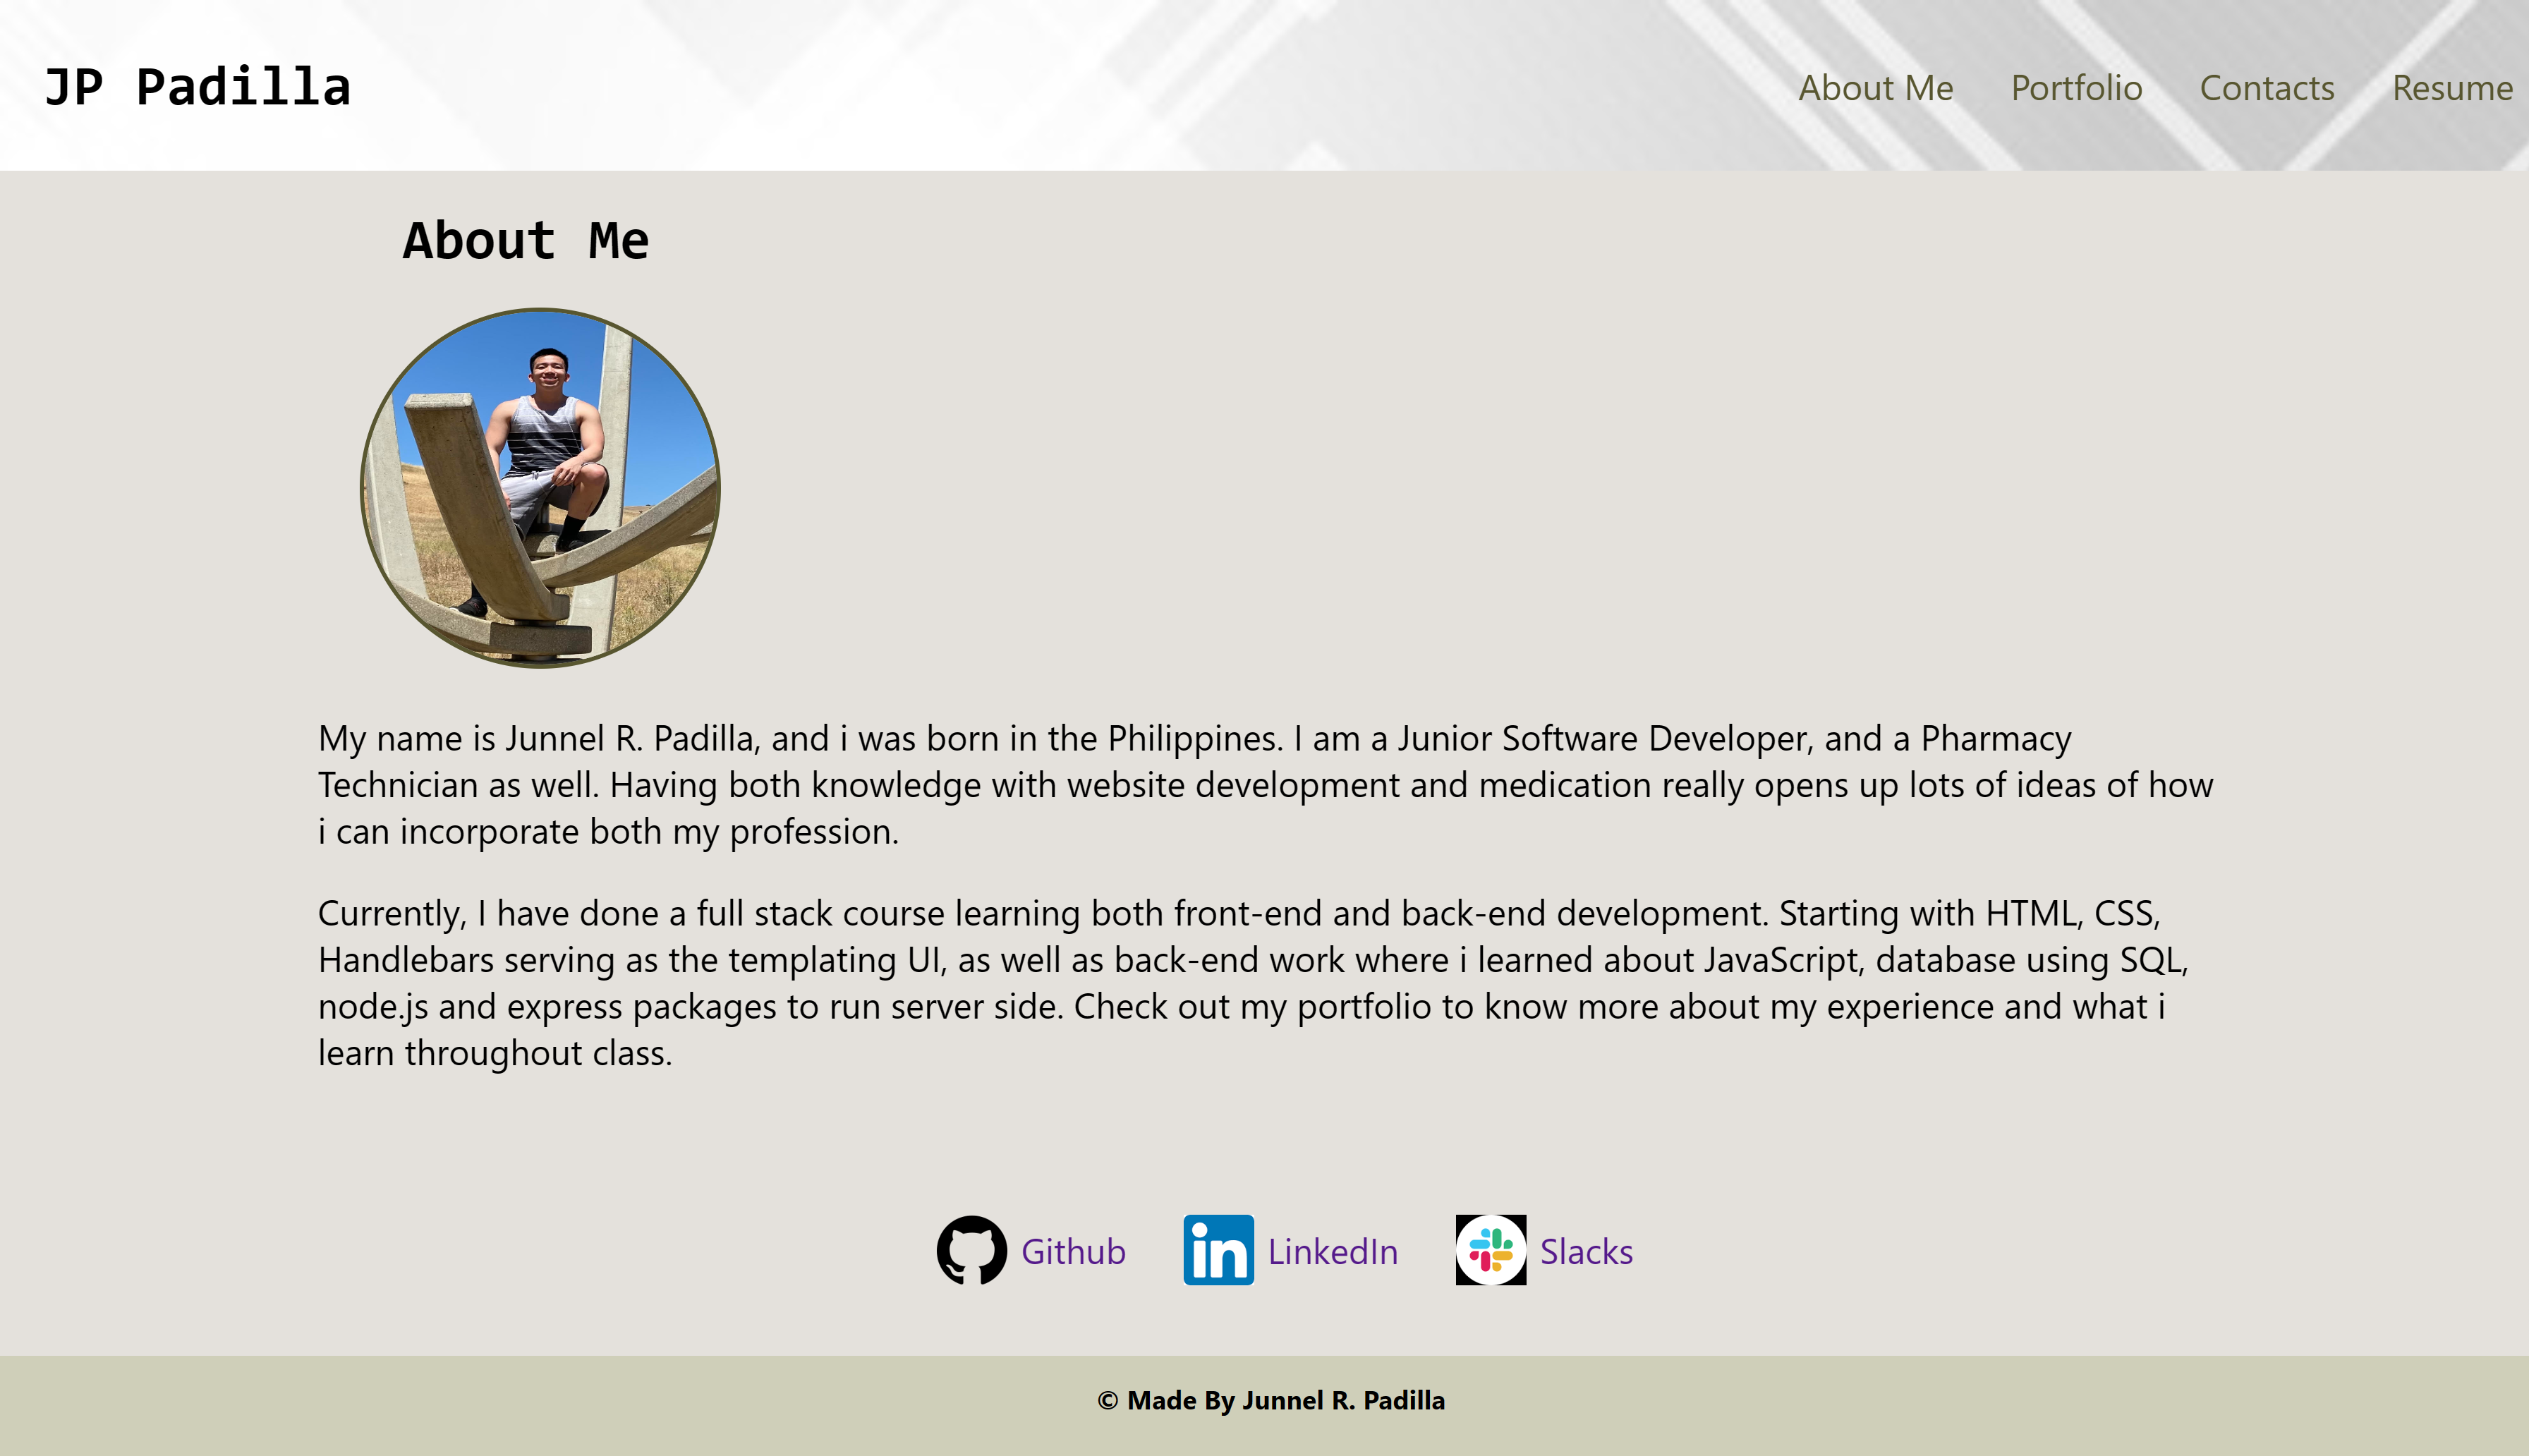 JP Padilla
About Me
Portfolio
Contacts
Resume
About Me
My name is Junnel R. Padilla, and i was born in the Philippines. I am a Junior Software Developer, and a Pharmacy
Technician as well. Having both knowledge with website development and medication really opens up lots of ideas of how
i can incorporate both my profession.
Currently, I have done a full stack course learning both front-end and back-end development. Starting with HTML, CSS,
Handlebars serving as the templating UI, as well as back-end work where i learned about JavaScript, database using SQL,
node.js and express packages to run server side. Check out my portfolio to know more about my experience and what i
learn throughout class.
Github
in LinkedIn
Slacks
© Made By Junnel R. Padilla